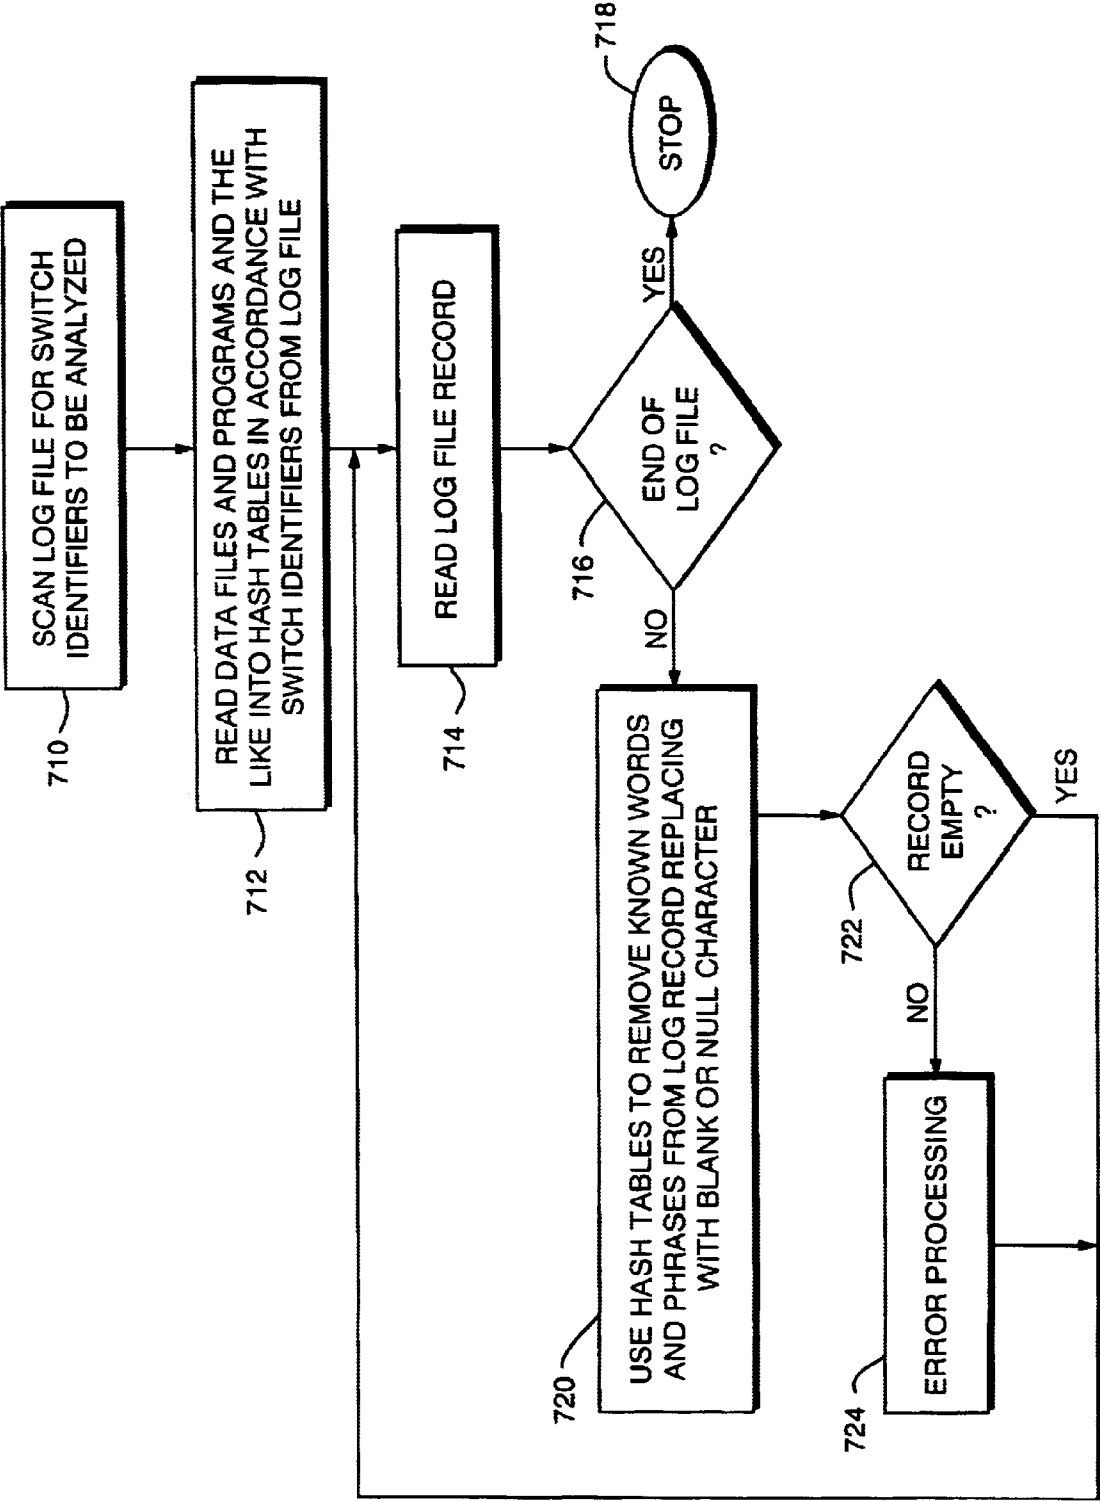 710
SCAN LOG FILE FOR SWITCH
IDENTIFIERS TO BE ANALYZED
712
READ DATA FILES AND PROGRAMS AND THE
LIKE INTO HASH TABLES IN ACCORDANCE WITH
SWITCH IDENTIFIERS FROM LOG FILE
714
READ LOG FILE RECORD
716
END OF
LOG FILE
?
YES
718
STOP
NO
720
USE HASH TABLES TO REMOVE KNOWN WORDS
AND PHRASES FROM LOG RECORD REPLACING
WITH BLANK OR NULL CHARACTER
722
RECORD
EMPTY
?
YES
NO
724
ERROR PROCESSING